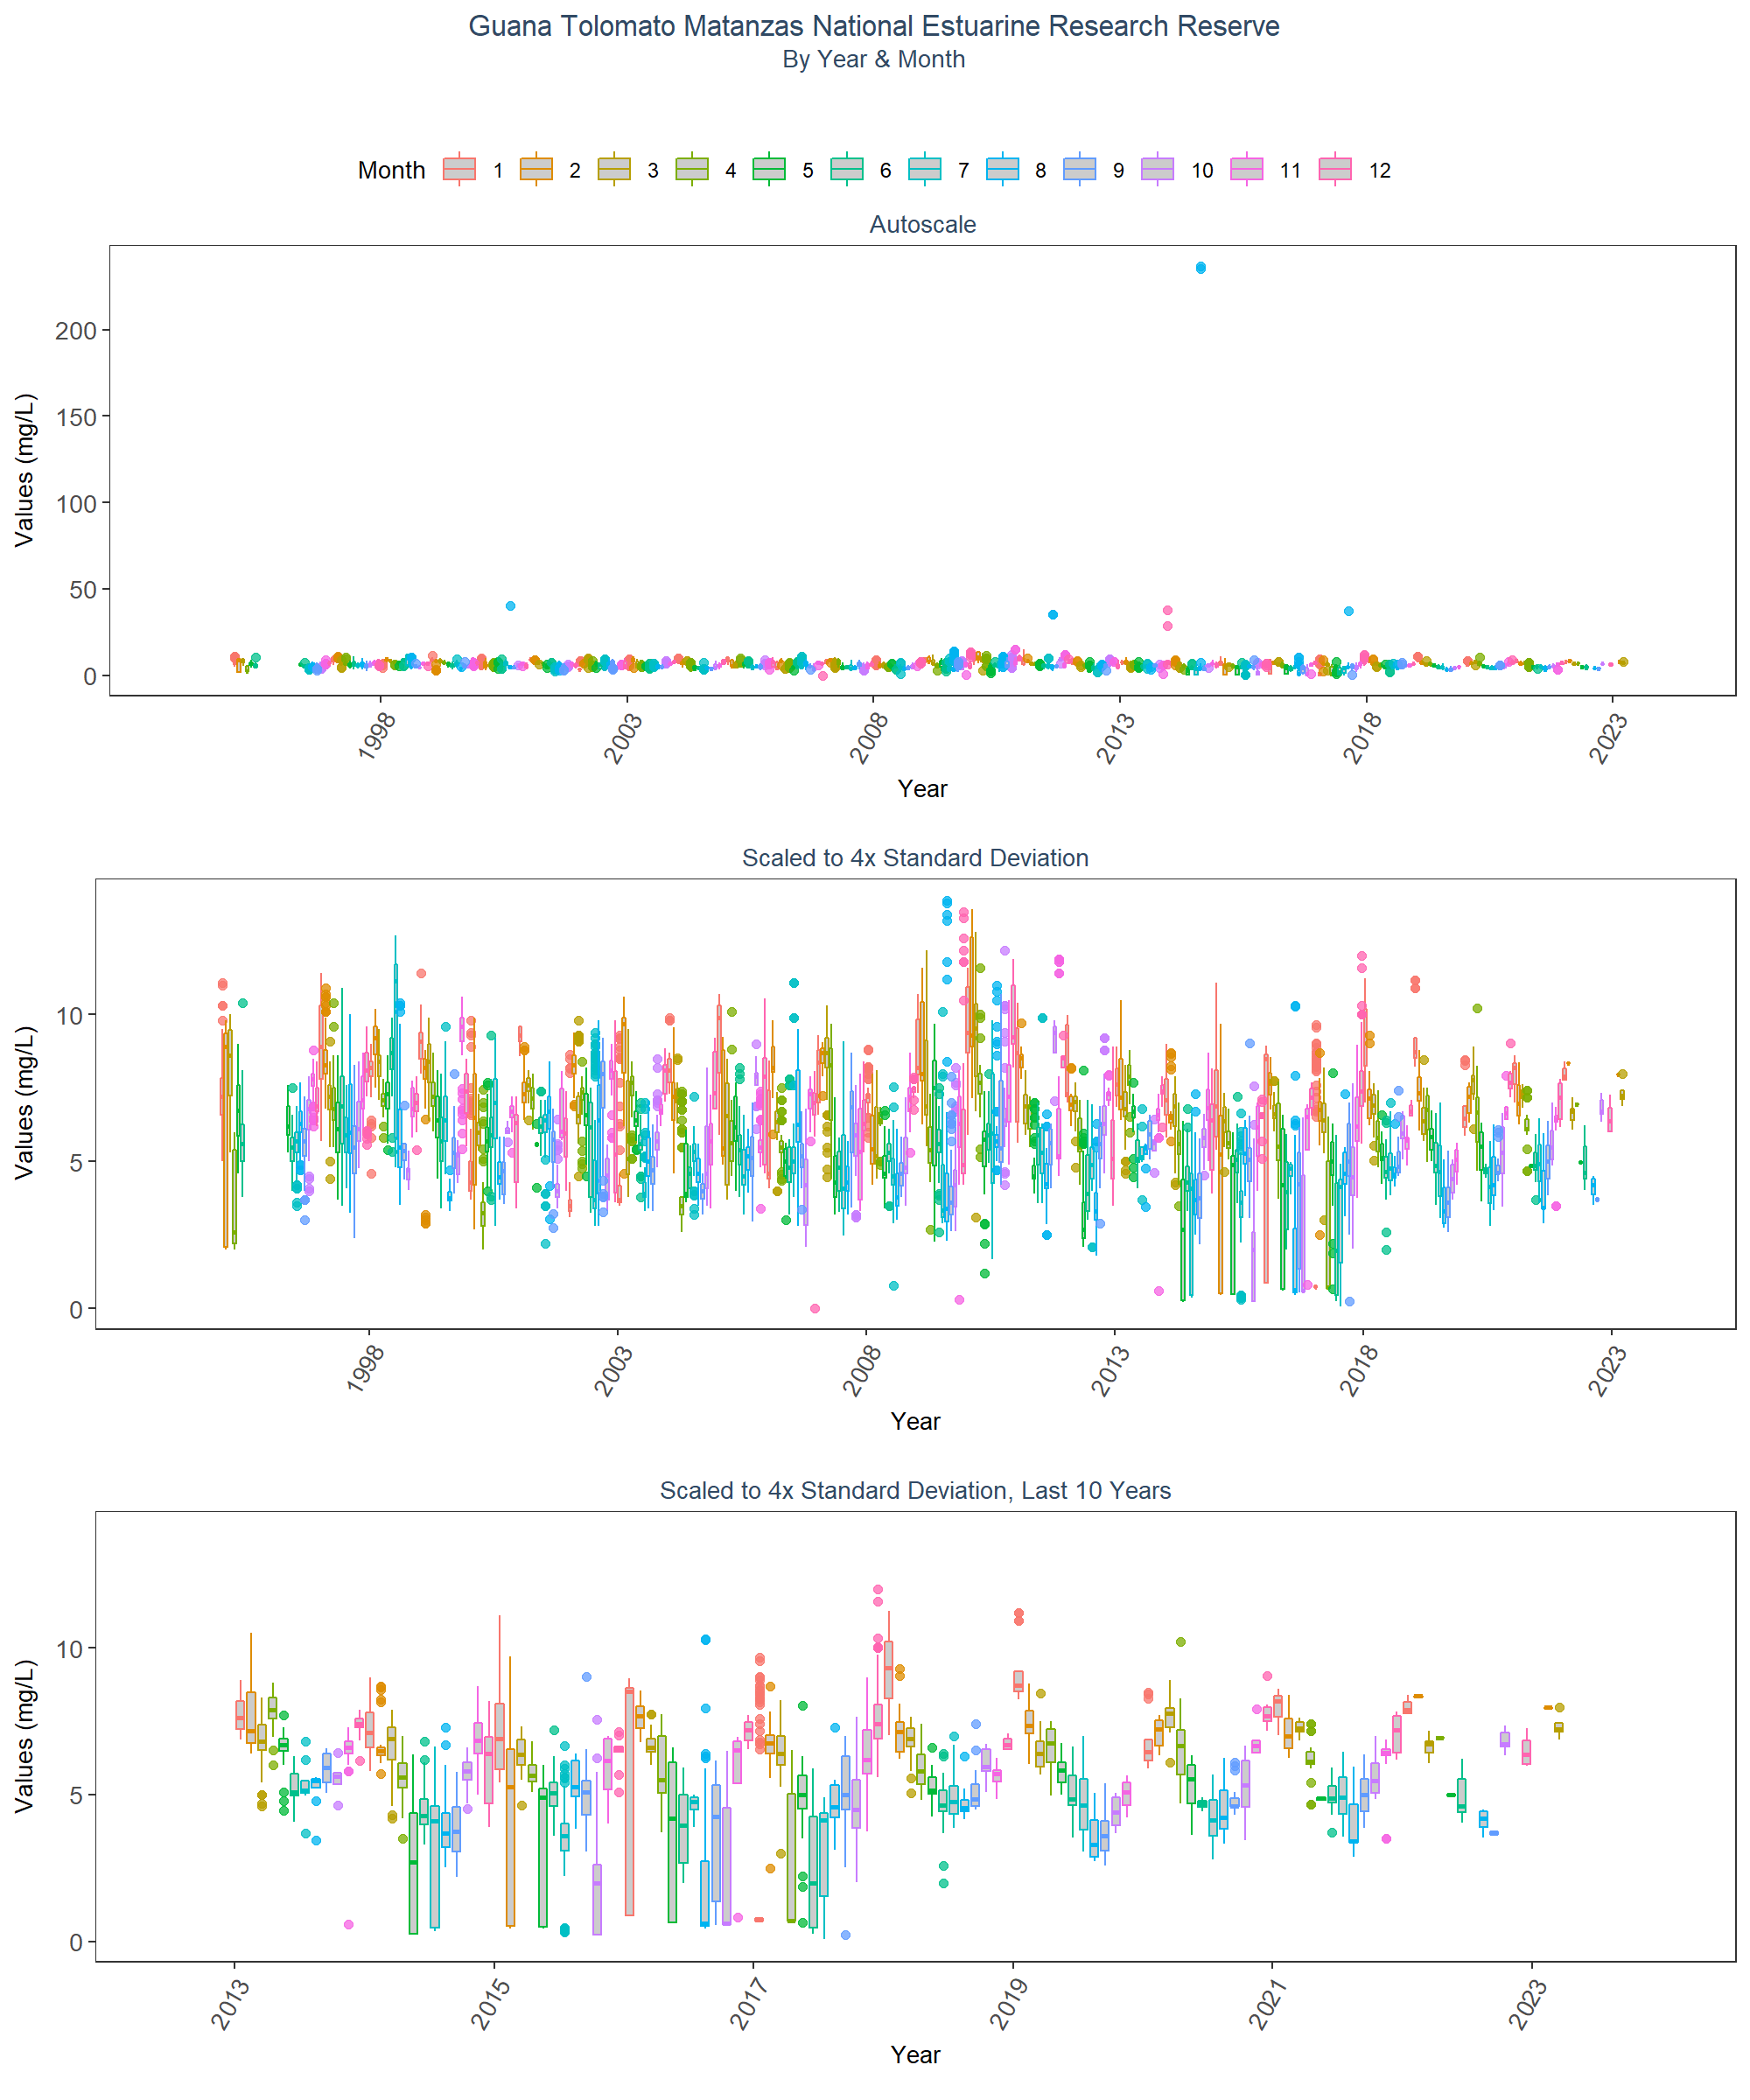 Guana Tolomato Matanzas National Estuarine Research Reserve
By Year & Month
Month 1 2 3 4 5 6 7 8 9 10 11 12
Autoscale
Values (mg/L)
200
150
100
50
0
1998 2003 2008 2013 2018 2023
Year
Scaled to 4x Standard Deviation
Values (mg/L)
10
5
0
1998 2003 2008 2013 2018 2023
Year
Scaled to 4x Standard Deviation, Last 10 Years
Values (mg/L)
10
5
0
2013 2015 2017 2019 2021 2023
Year